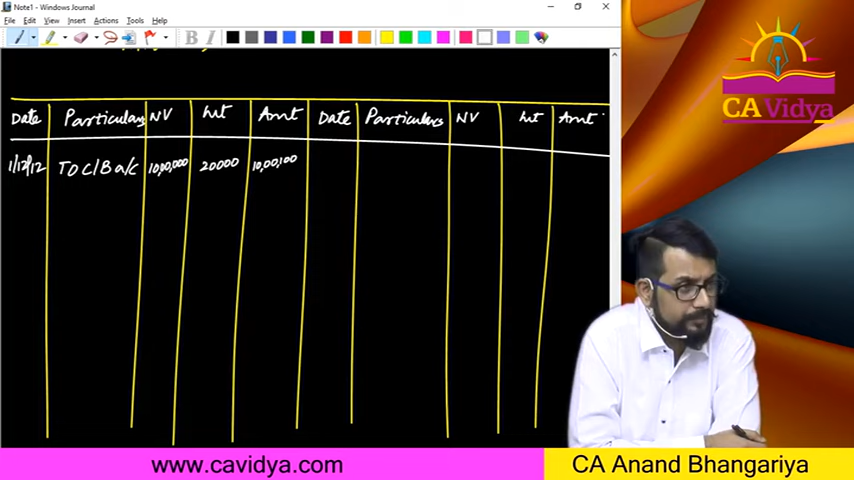 Note1 - Windows Journal
File Edit View Insert Actions Tools Help
B I
Date Particulars NV Int Amt Date Particulars NV Int Amt
1/12/12 To C/B a/c 10,00,000 20000 10,00,100
CA Vidya
www.cavidya.com
CA Anand Bhangariya